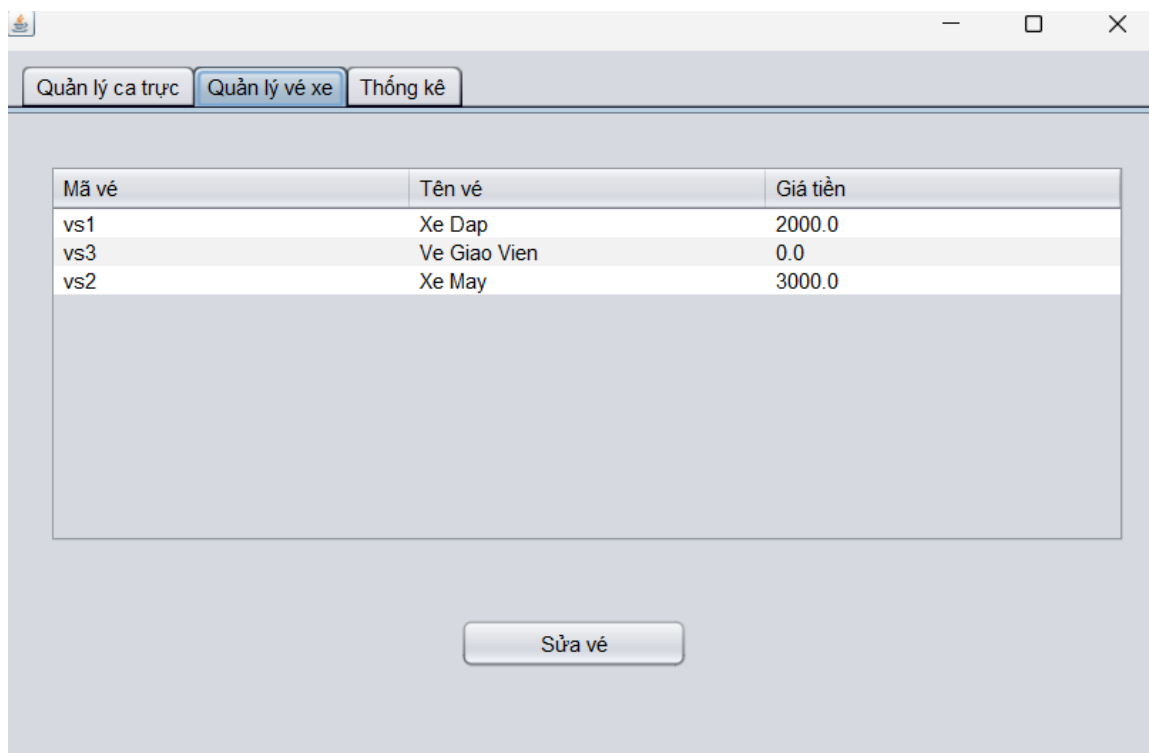 Quản lý ca trực Quản lý vé xe Thống kê
Mã vé Tên vé Giá tiền
vs1 Xe Dap 2000.0
vs3 Ve Giao Vien 0.0
vs2 Xe May 3000.0
Sửa vé